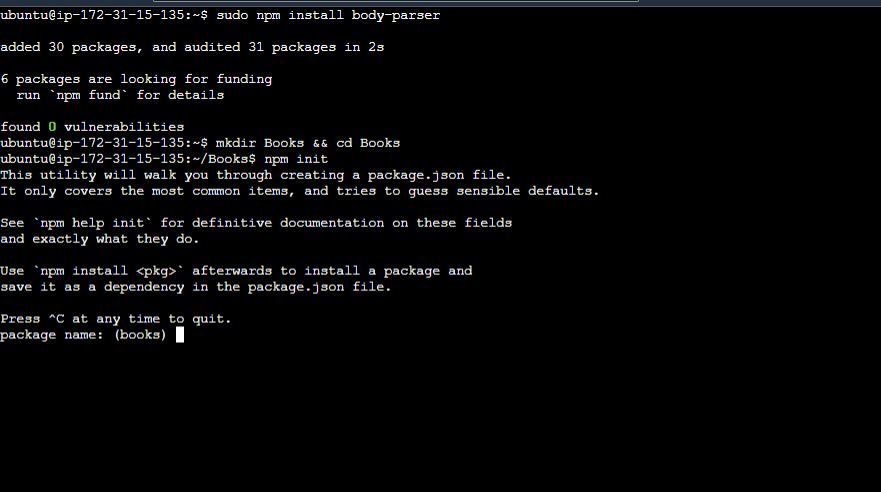 ubuntu@ip-172-31-15-135:~$ sudo npm install body-parser
added 30 packages, and audited 31 packages in 2s
6 packages are looking for funding
  run `npm fund` for details
found 0 vulnerabilities
ubuntu@ip-172-31-15-135:~$ mkdir Books && cd Books
ubuntu@ip-172-31-15-135:~/Books$ npm init
This utility will walk you through creating a package.json file.
It only covers the most common items, and tries to guess sensible defaults.
See `npm help init` for definitive documentation on these fields
and exactly what they do.
Use `npm install <pkg>` afterwards to install a package and
save it as a dependency in the package.json file.
Press ^C at any time to quit.
package name: (books)